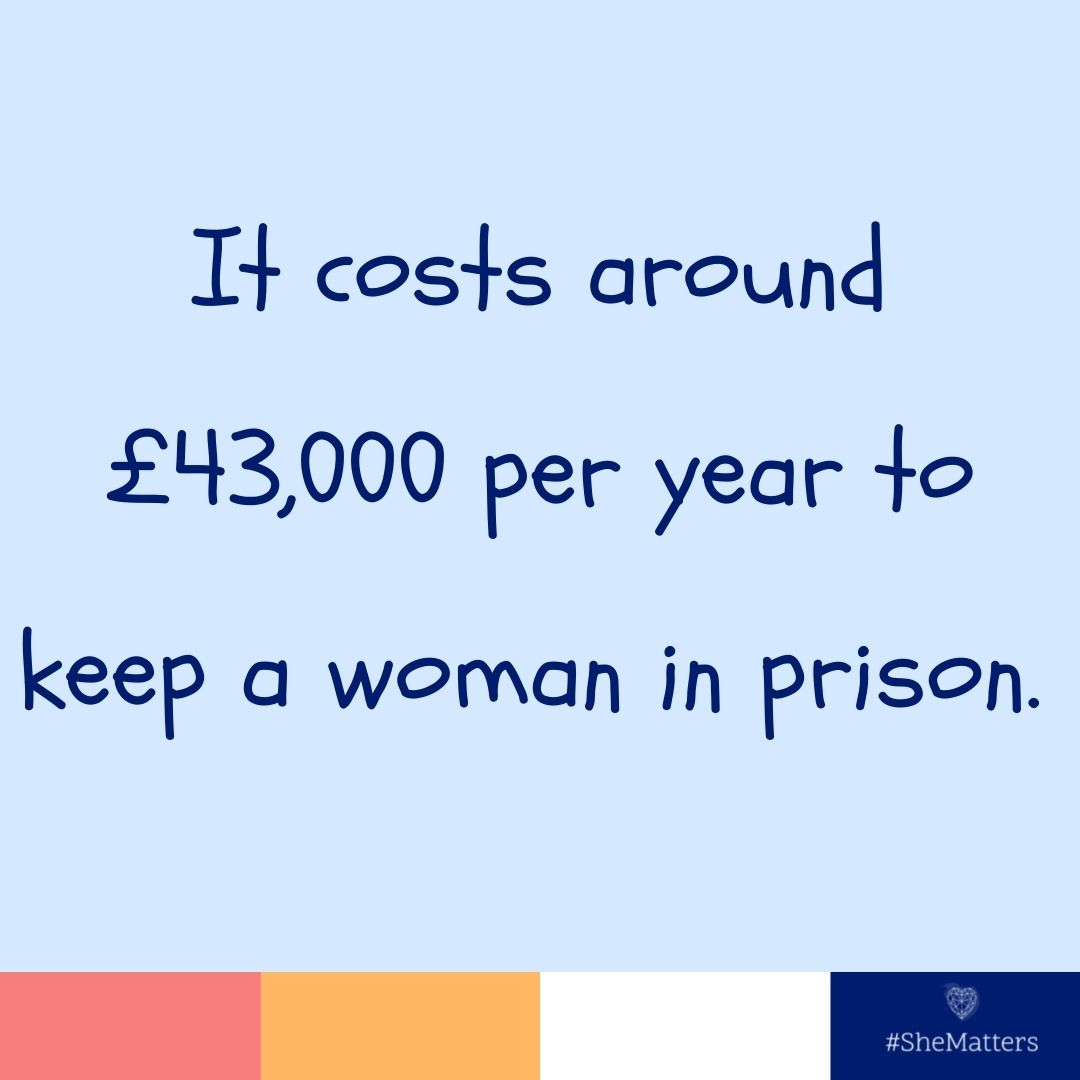 It costs around
£43,000 per year to
keep a woman in prison.
#SheMatters